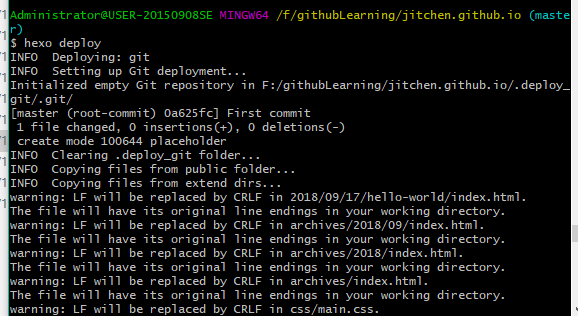 Administrator@USER-20150908SE MINGW64 /f/githubLearning/jitchen.github.io (maste
r)
$ hexo deploy
INFO  Deploying: git
INFO  Setting up Git deployment...
Initialized empty Git repository in F:/githubLearning/jitchen.github.io/.deploy_
git/.git/
[master (root-commit) 0a625fc] First commit
 1 file changed, 0 insertions(+), 0 deletions(-)
 create mode 100644 placeholder
INFO  Clearing .deploy_git folder...
INFO  Copying files from public folder...
INFO  Copying files from extend dirs...
warning: LF will be replaced by CRLF in 2018/09/17/hello-world/index.html.
The file will have its original line endings in your working directory.
warning: LF will be replaced by CRLF in archives/2018/09/index.html.
The file will have its original line endings in your working directory.
warning: LF will be replaced by CRLF in archives/2018/index.html.
The file will have its original line endings in your working directory.
warning: LF will be replaced by CRLF in archives/index.html.
The file will have its original line endings in your working directory.
warning: LF will be replaced by CRLF in css/main.css.